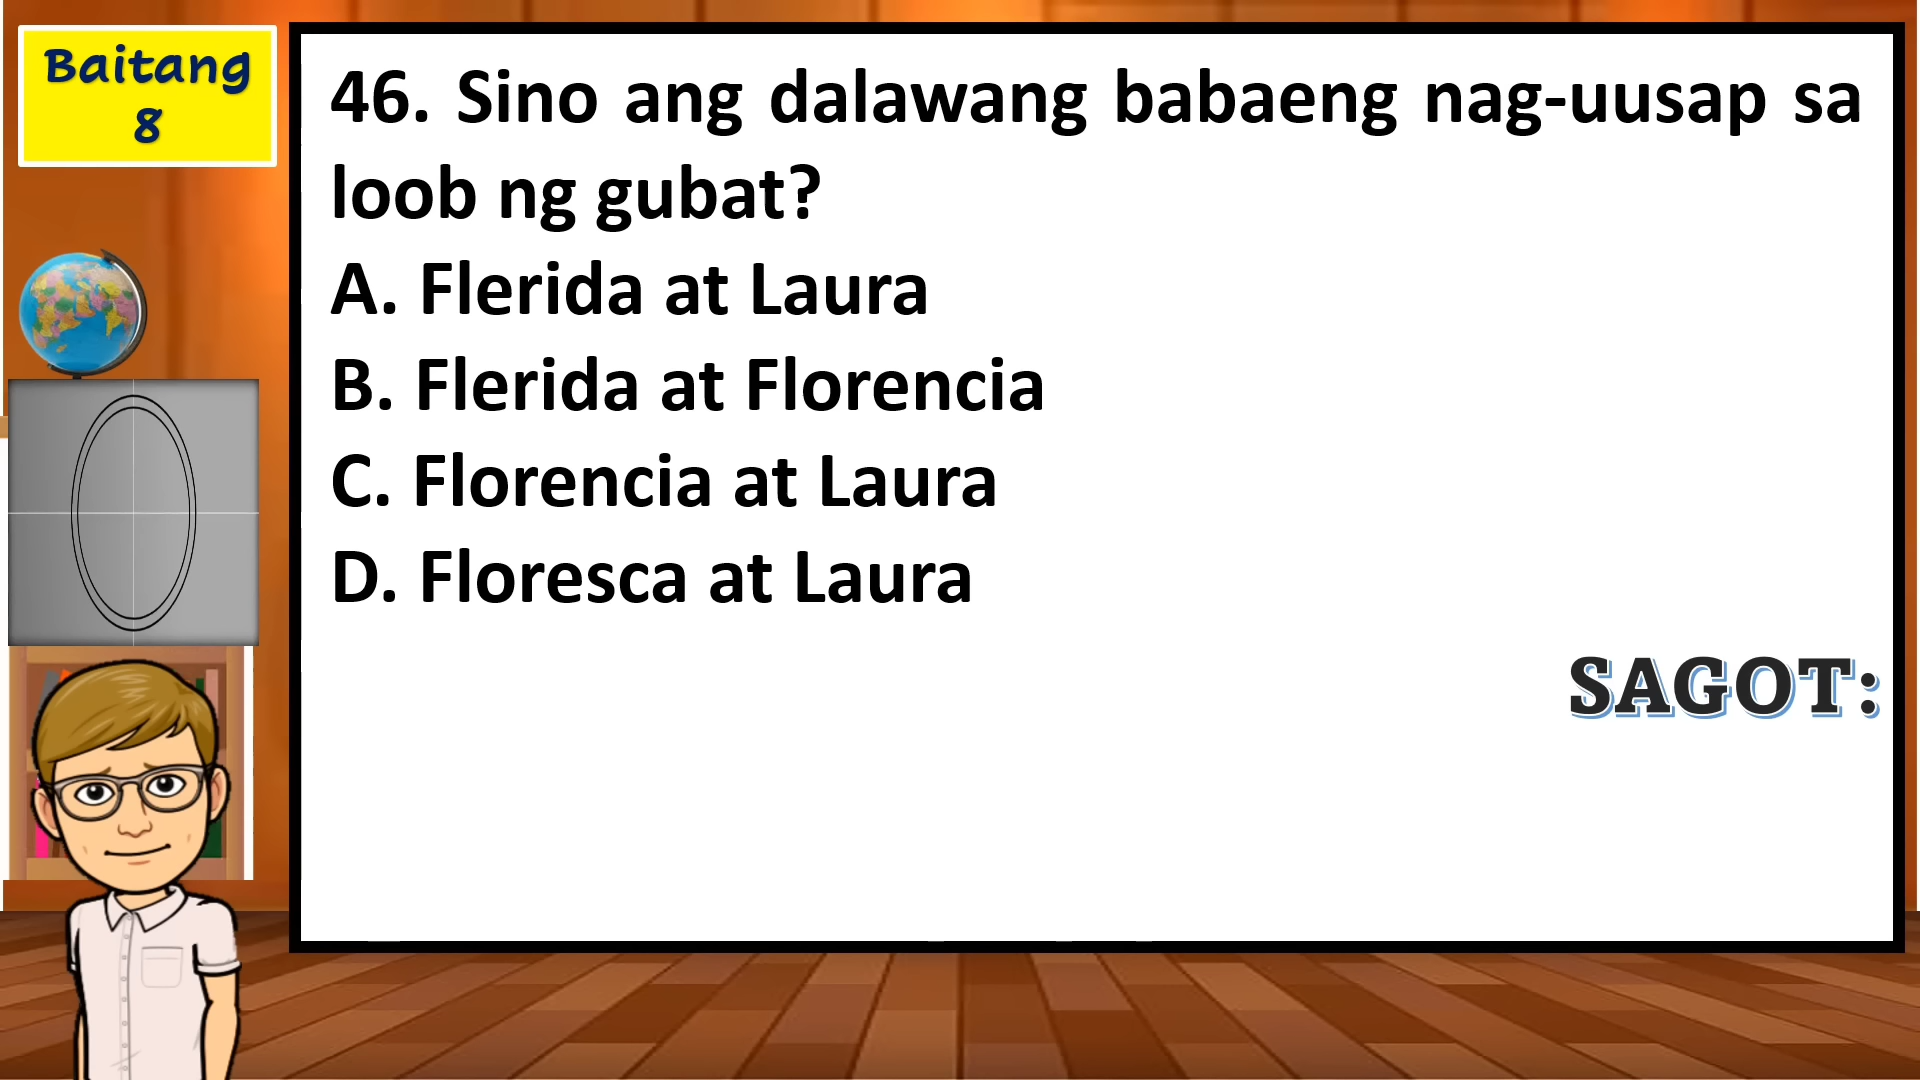 Baitang
8
46. Sino ang dalawang babaeng nag-uusap sa
loob ng gubat?
A. Flerida at Laura
B. Flerida at Florencia
C. Florencia at Laura
D. Floresca at Laura
SAGOT: